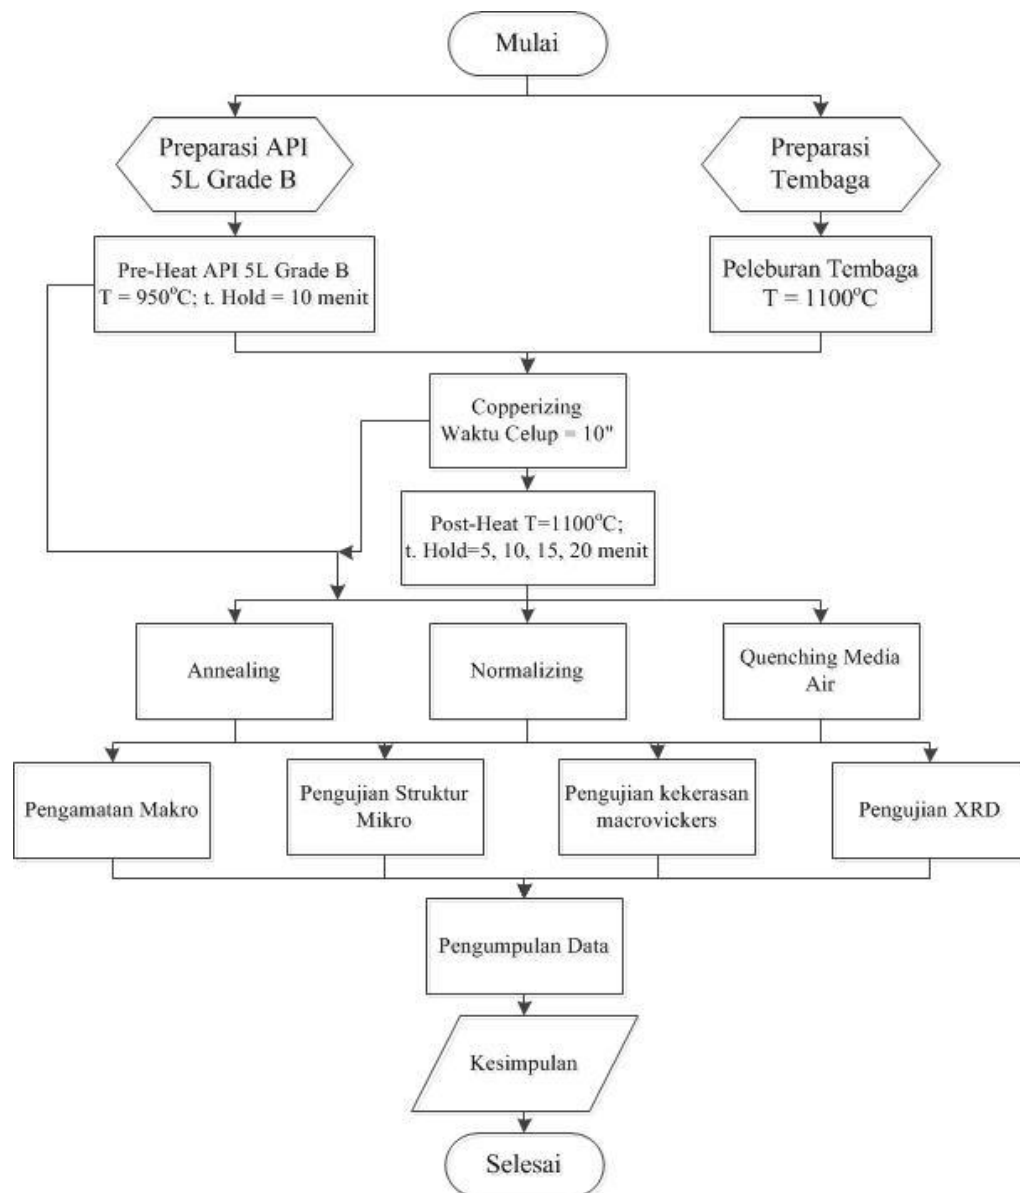 Mulai
Preparasi API
5L Grade B
Preparasi
Tembaga
Pre-Heat API 5L Grade B
T = 950°C; t. Hold = 10 menit
Peleburan Tembaga
T = 1100°C
Copperizing
Waktu Celup = 10"
Post-Heat T=1100°C;
t. Hold=5, 10, 15, 20 menit
Annealing
Normalizing
Quenching Media
Air
Pengamatan Makro
Pengujian Struktur
Mikro
Pengujian kekerasan
macrovickers
Pengujian XRD
Pengumpulan Data
Kesimpulan
Selesai